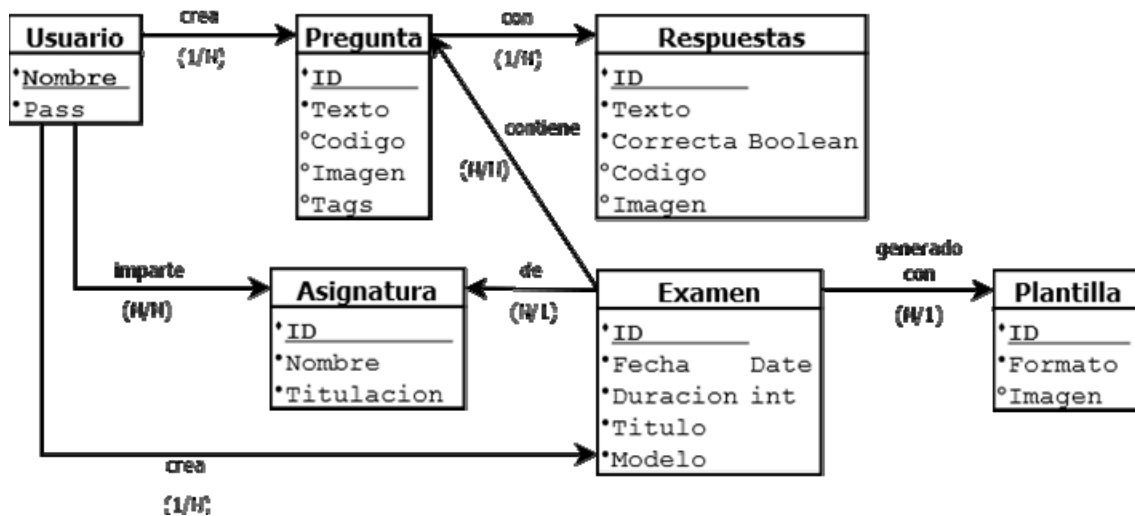 crea
(1/N)
con
(1/N)
Usuario
Nombre
Pass
Pregunta
ID
Texto
Codigo
Imagen
Tags
Respuestas
ID
Texto
Correcta Boolean
Codigo
Imagen
contiene
(N/N)
imparte
(N/N)
de
(N/1)
generado
con
(N/1)
Asignatura
ID
Nombre
Titulacion
Examen
ID
Fecha Date
Duracion int
Titulo
Modelo
Plantilla
ID
Formato
Imagen
crea
(1/N)